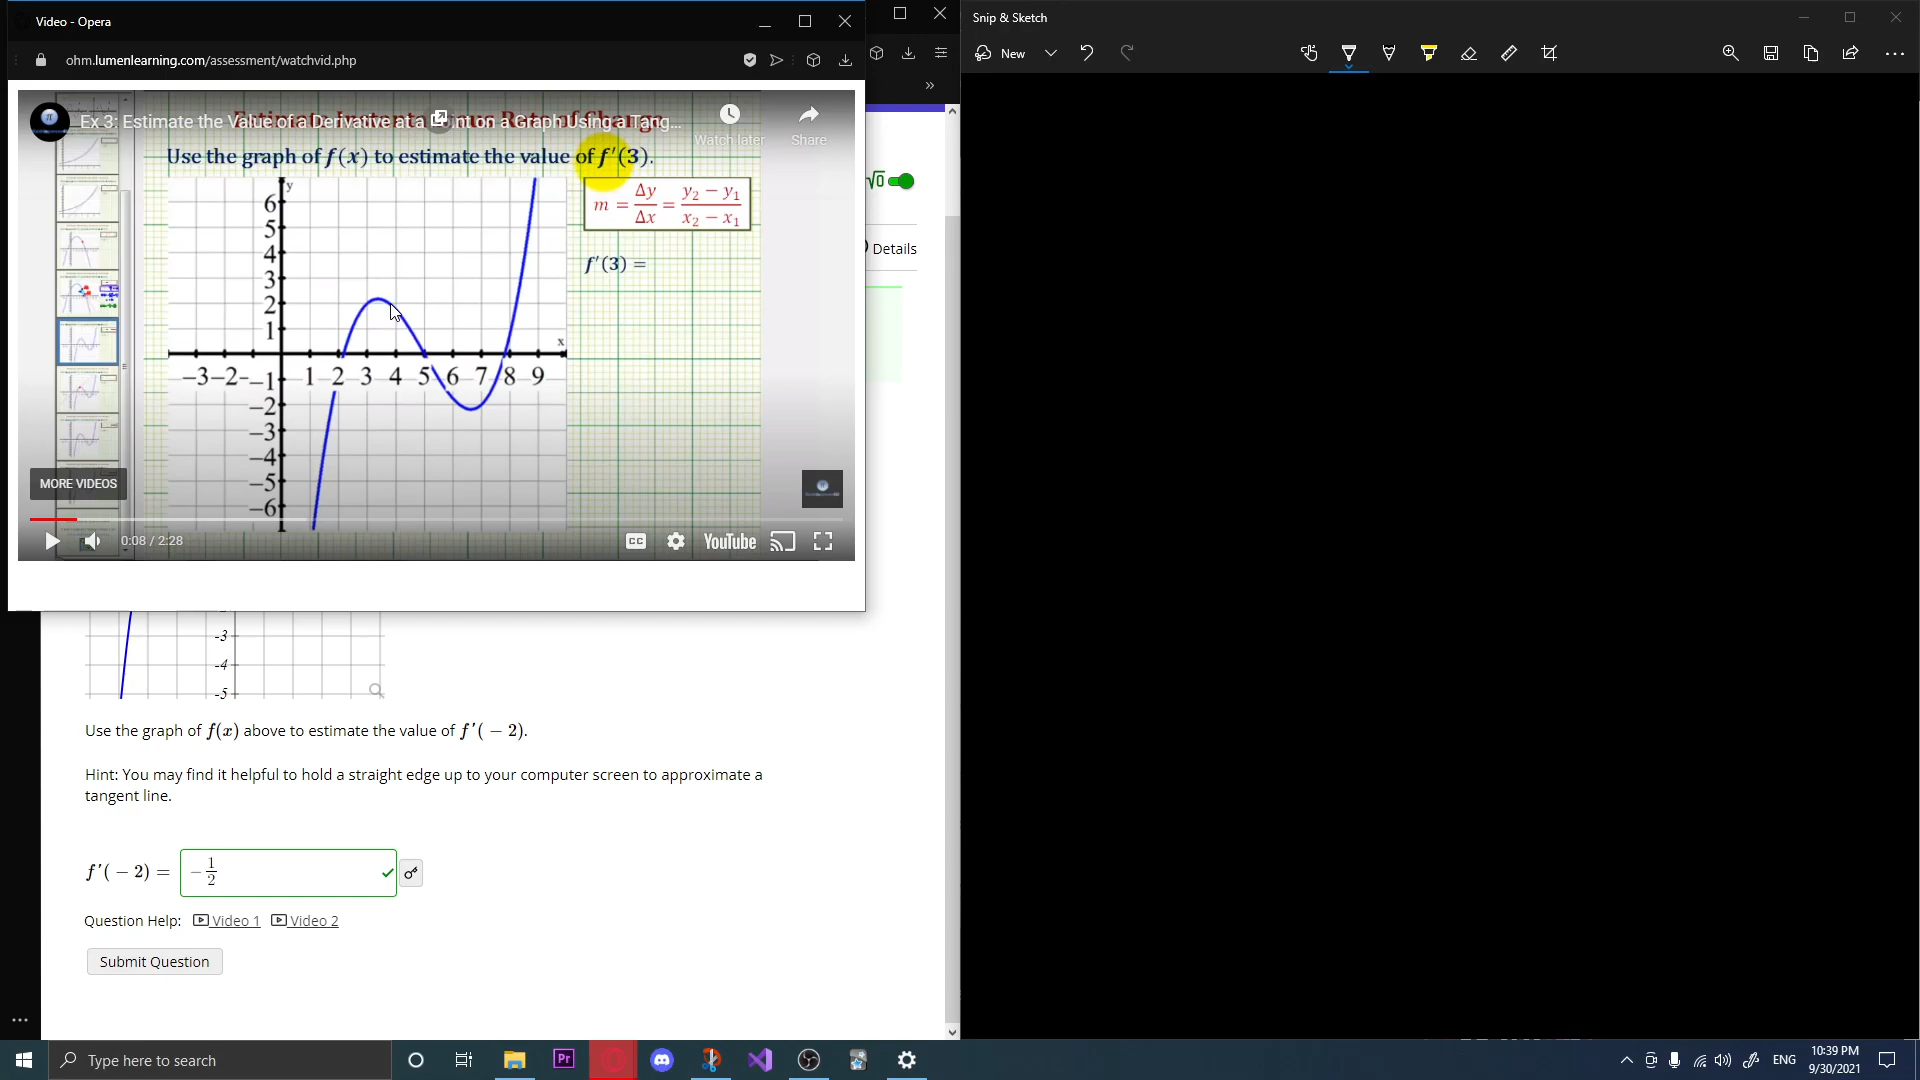 Video - Opera
ohm.lumenlearning.com/assessment/watchvid.php
Ex 3: Estimate the Value of a Derivative at a Point on a Graph Using a Tang...
Watch later
Share
Use the graph of f(x) to estimate the value of f′(3).
m = Δy/Δx = (y₂ − y₁)/(x₂ − x₁)
f′(3) =
y
6
5
4
3
2
1
x
−3 −2 −1 1 2 3 4 5 6 7 8 9
−2
−3
−4
−5
−6
MORE VIDEOS
0:08 / 2:28
CC
YouTube
√0
Details
-3
-4
-5
Use the graph of f(x) above to estimate the value of f′( − 2).
Hint: You may find it helpful to hold a straight edge up to your computer screen to approximate a
tangent line.
f′( − 2) = − 1/2
Question Help: Video 1 Video 2
Submit Question
Snip & Sketch
New
Type here to search
Pr
ENG
10:39 PM
9/30/2021